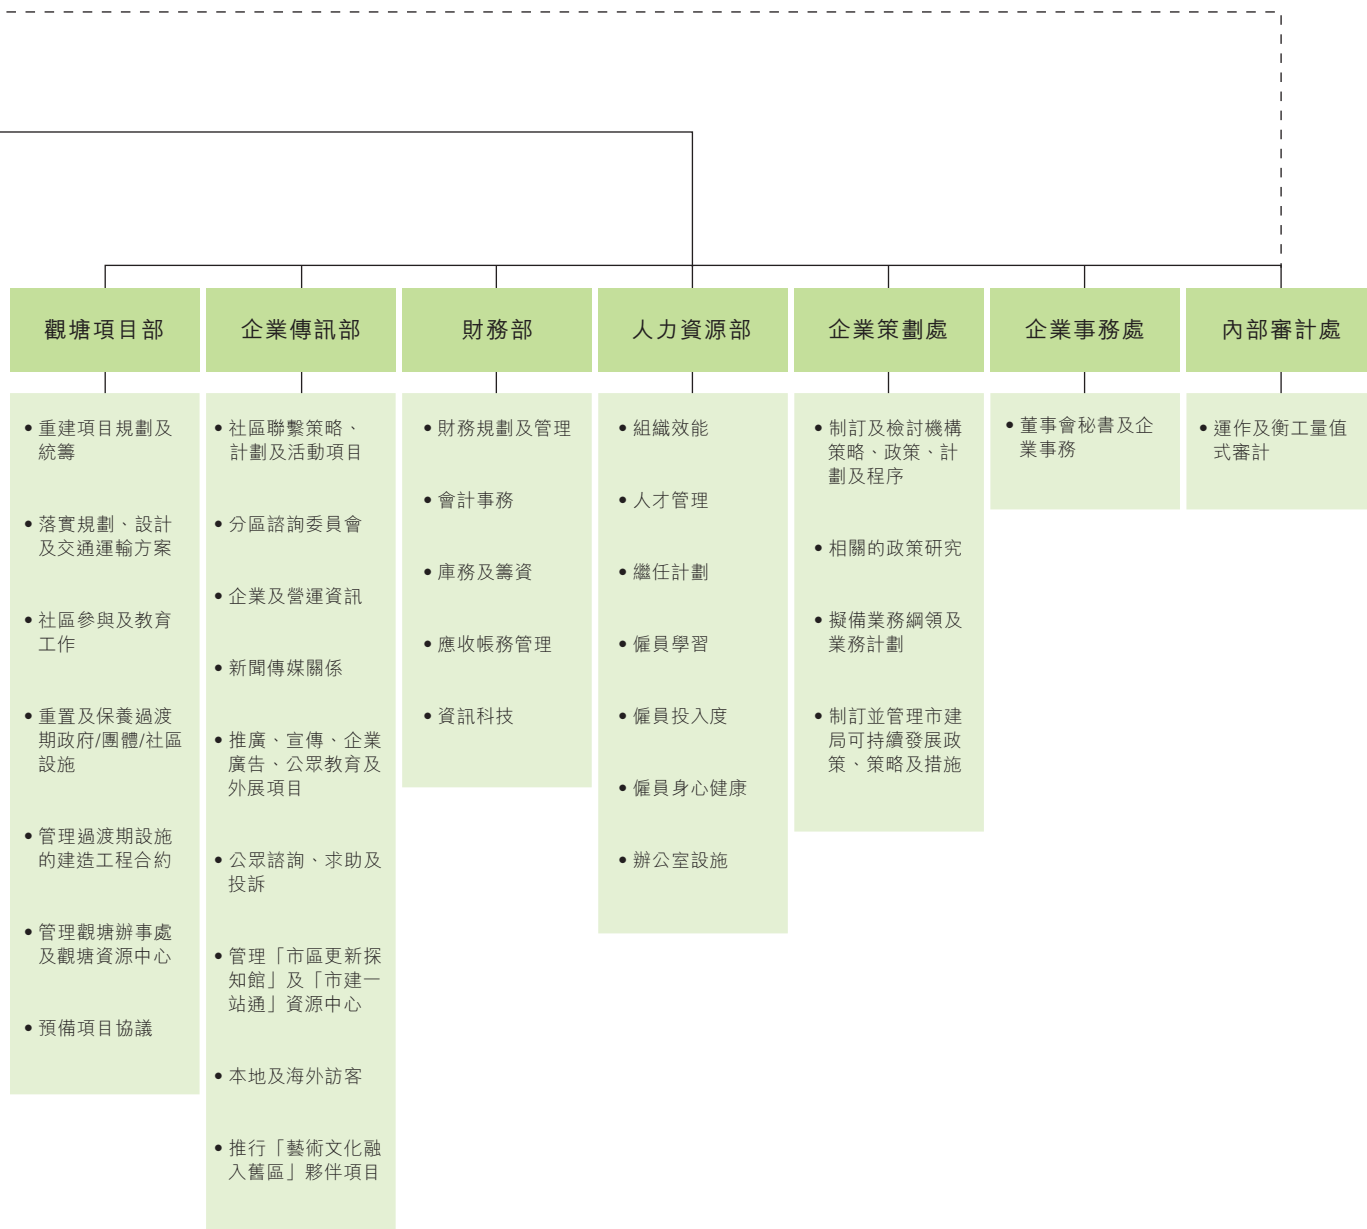 觀塘項目部
• 重建項目規劃及
統籌
• 落實規劃、設計
及交通運輸方案
• 社區參與及教育
工作
• 重置及保養過渡
期政府/團體/社區
設施
• 管理過渡期設施
的建造工程合約
• 管理觀塘辦事處
及觀塘資源中心
• 預備項目協議
企業傳訊部
• 社區聯繫策略、
計劃及活動項目
• 分區諮詢委員會
• 企業及營運資訊
• 新聞傳媒關係
• 推廣、宣傳、企業
廣告、公眾教育及
外展項目
• 公眾諮詢、求助及
投訴
• 管理「市區更新探
知館」及「市建一
站通」資源中心
• 本地及海外訪客
• 推行「藝術文化融
入舊區」夥伴項目
財務部
• 財務規劃及管理
• 會計事務
• 庫務及籌資
• 應收帳務管理
• 資訊科技
人力資源部
• 組織效能
• 人才管理
• 繼任計劃
• 僱員學習
• 僱員投入度
• 僱員身心健康
• 辦公室設施
企業策劃處
• 制訂及檢討機構
策略、政策、計
劃及程序
• 相關的政策研究
• 擬備業務綱領及
業務計劃
• 制訂並管理市建
局可持續發展政
策、策略及措施
企業事務處
• 董事會秘書及企
業事務
內部審計處
• 運作及衡工量值
式審計